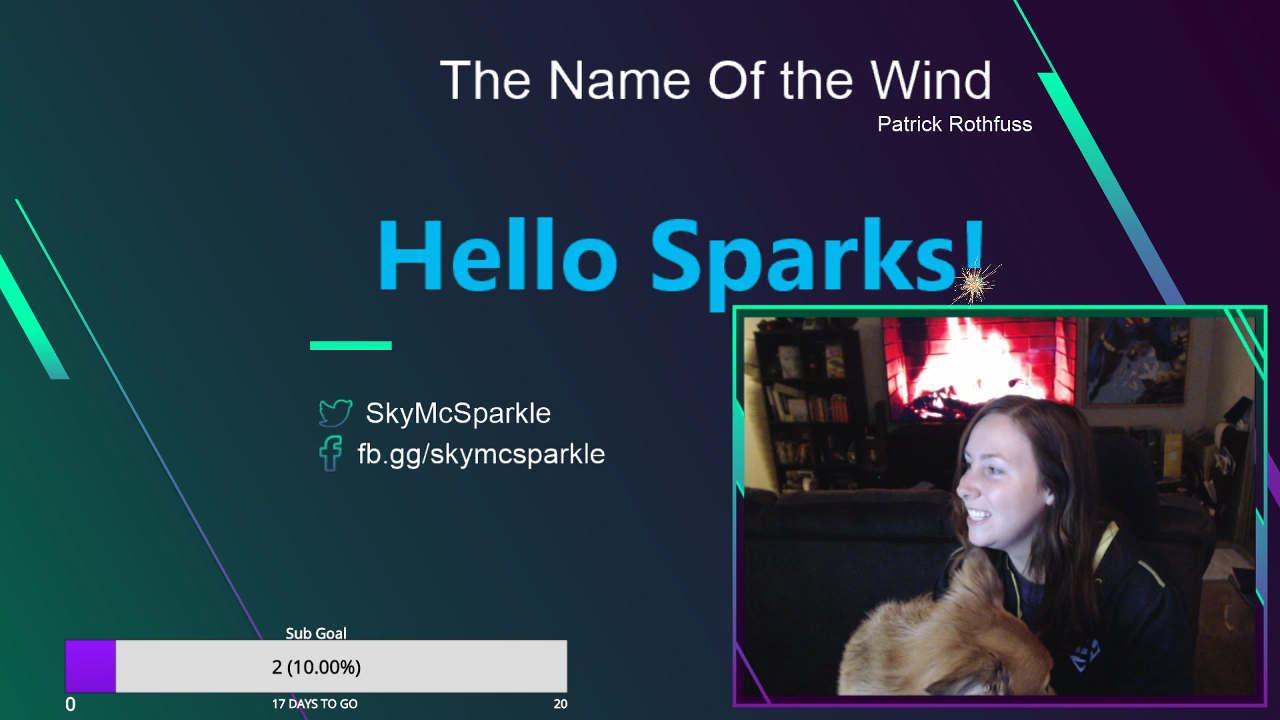 The Name Of the Wind
Patrick Rothfuss
Hello Sparks!
SkyMcSparkle
fb.gg/skymcsparkle
Sub Goal
2 (10.00%)
0
17 DAYS TO GO
20